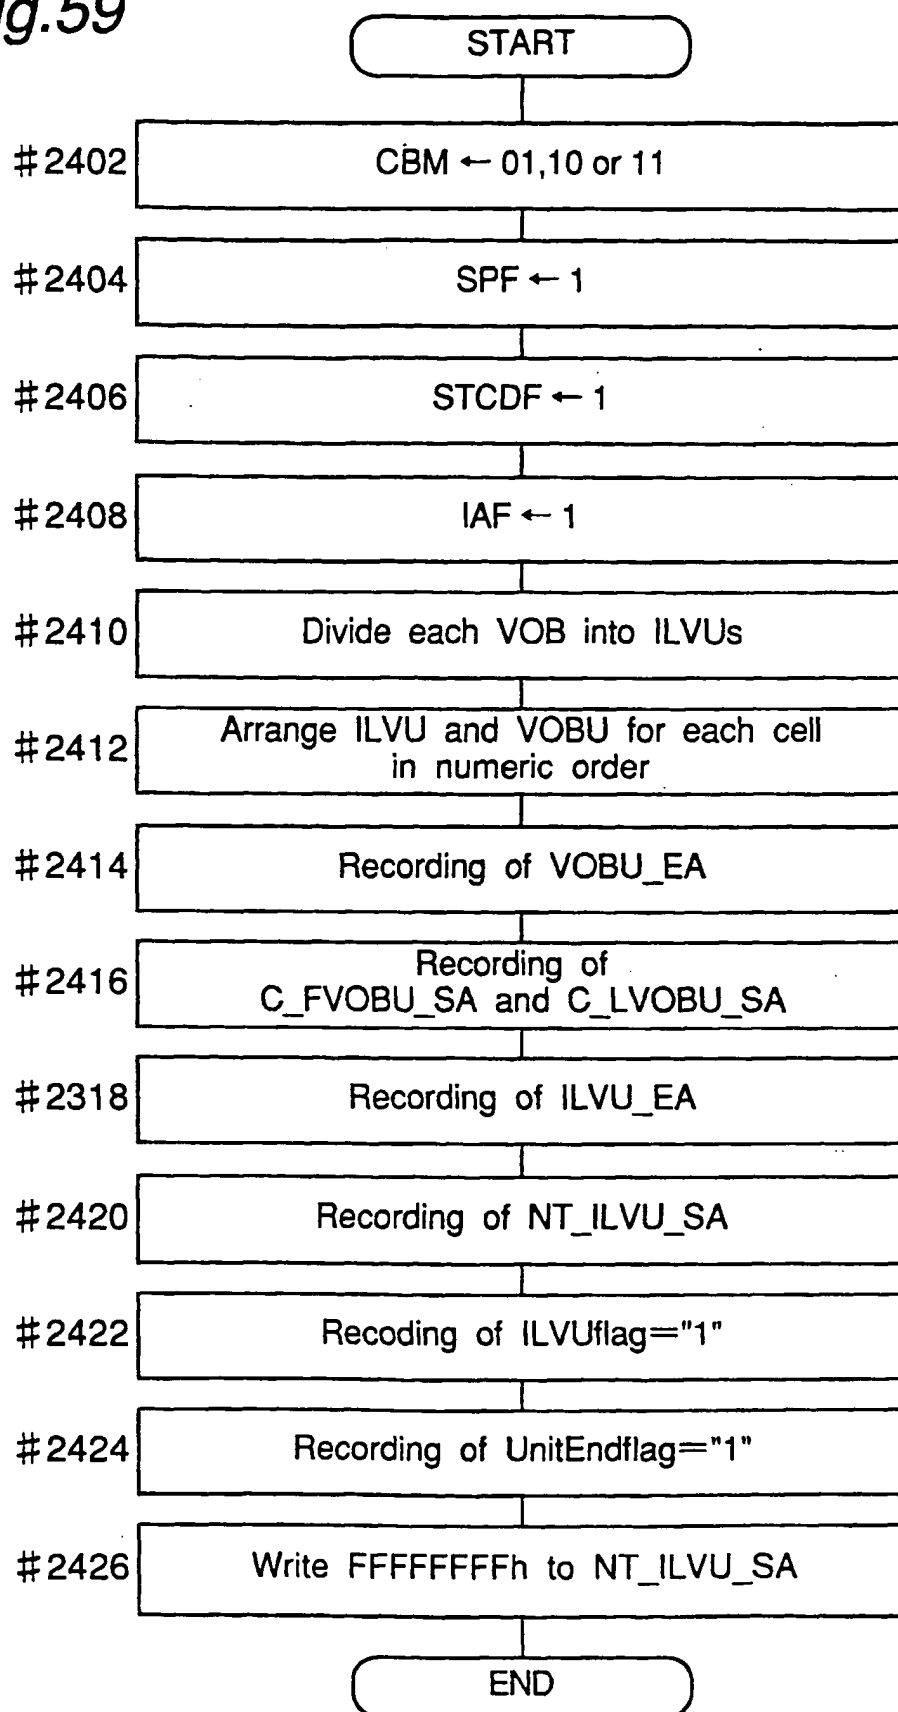 ig.59
START
#2402 CBM ← 01,10 or 11
#2404 SPF ← 1
#2406 STCDF ← 1
#2408 IAF ← 1
#2410 Divide each VOB into ILVUs
#2412 Arrange ILVU and VOBU for each cell
in numeric order
#2414 Recording of VOBU_EA
#2416 Recording of
C_FVOBU_SA and C_LVOBU_SA
#2318 Recording of ILVU_EA
#2420 Recording of NT_ILVU_SA
#2422 Recoding of ILVUflag="1"
#2424 Recording of UnitEndflag="1"
#2426 Write FFFFFFFFh to NT_ILVU_SA
END